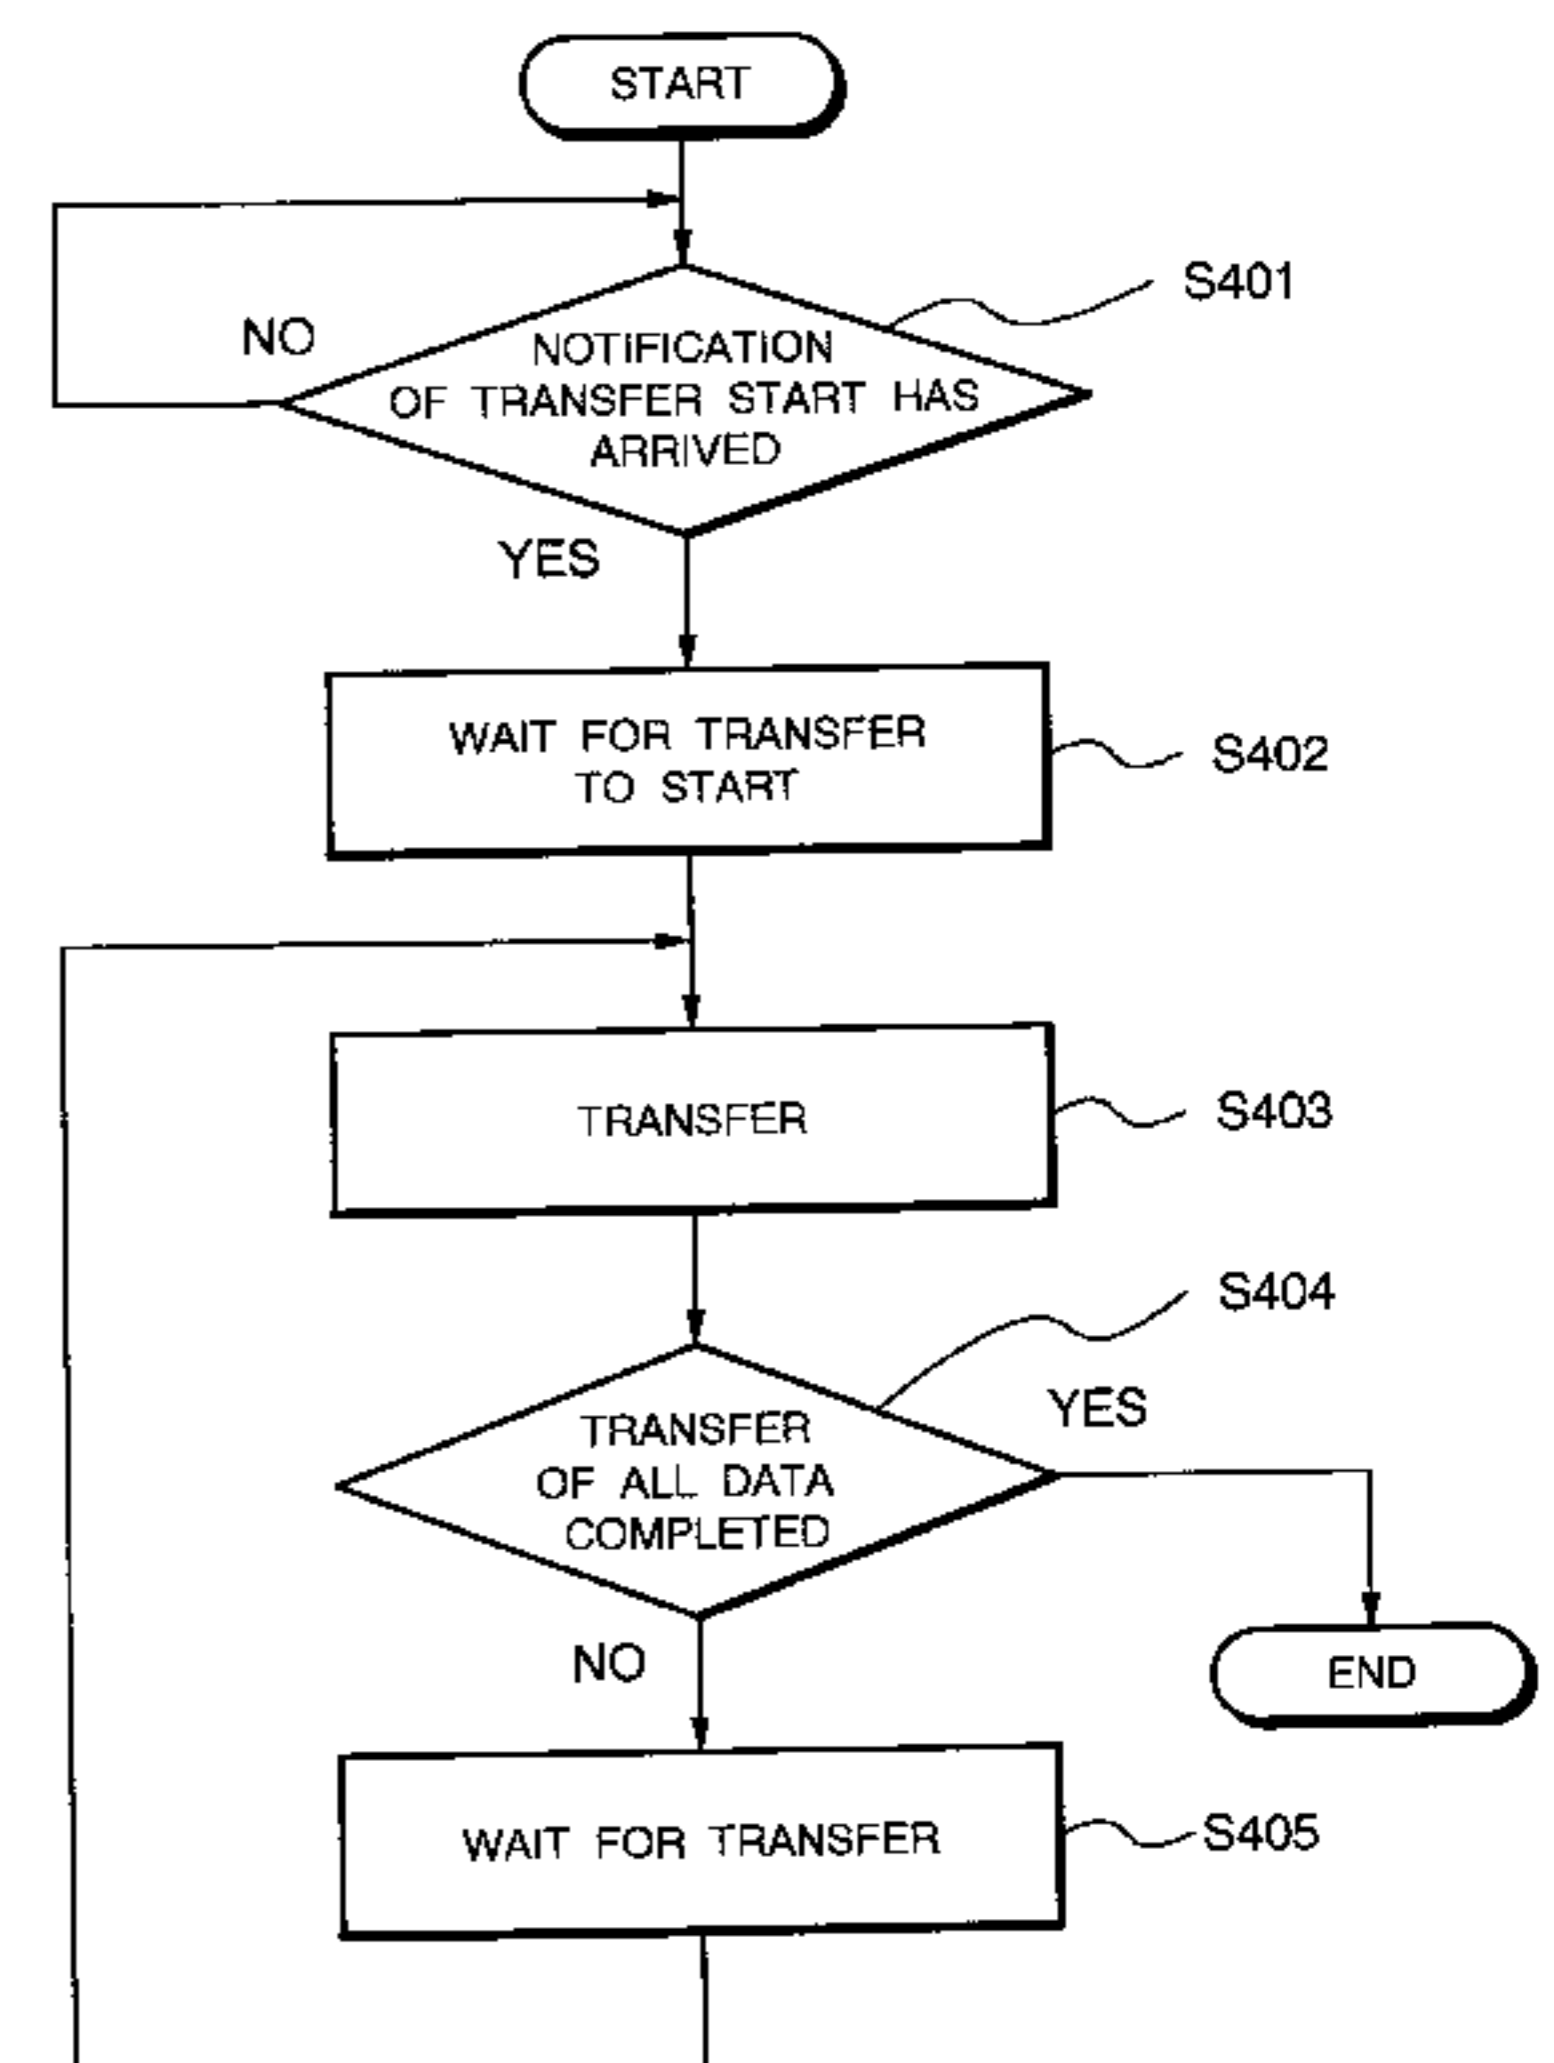 START
S401
NO
NOTIFICATION
OF TRANSFER START HAS
ARRIVED
YES
WAIT FOR TRANSFER
TO START
S402
TRANSFER
S403
S404
YES
TRANSFER
OF ALL DATA
COMPLETED
NO
END
WAIT FOR TRANSFER
S405